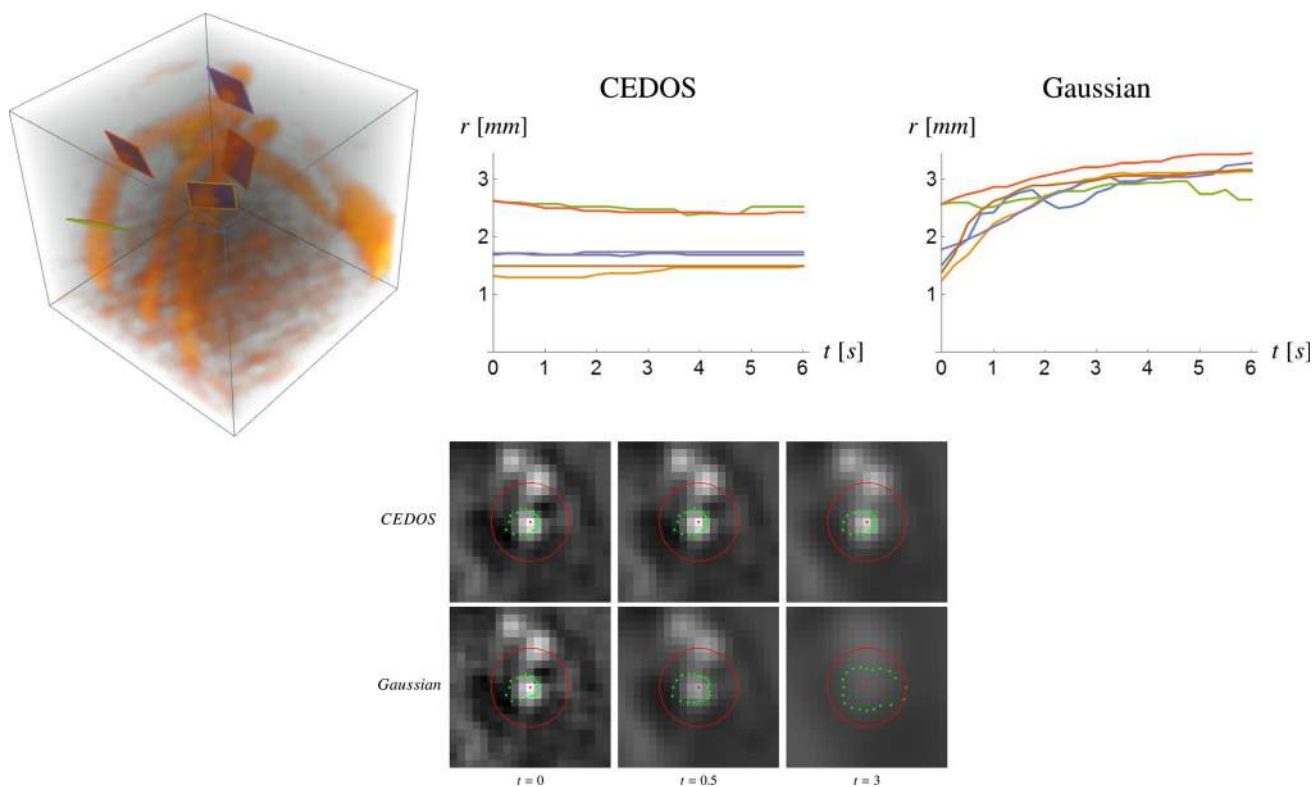 CEDOS
Gaussian
r [mm]
3
2
1
0 1 2 3 4 5 6
t [s]
r [mm]
3
2
1
0 1 2 3 4 5 6
t [s]
CEDOS
Gaussian
t = 0
t = 0.5
t = 3